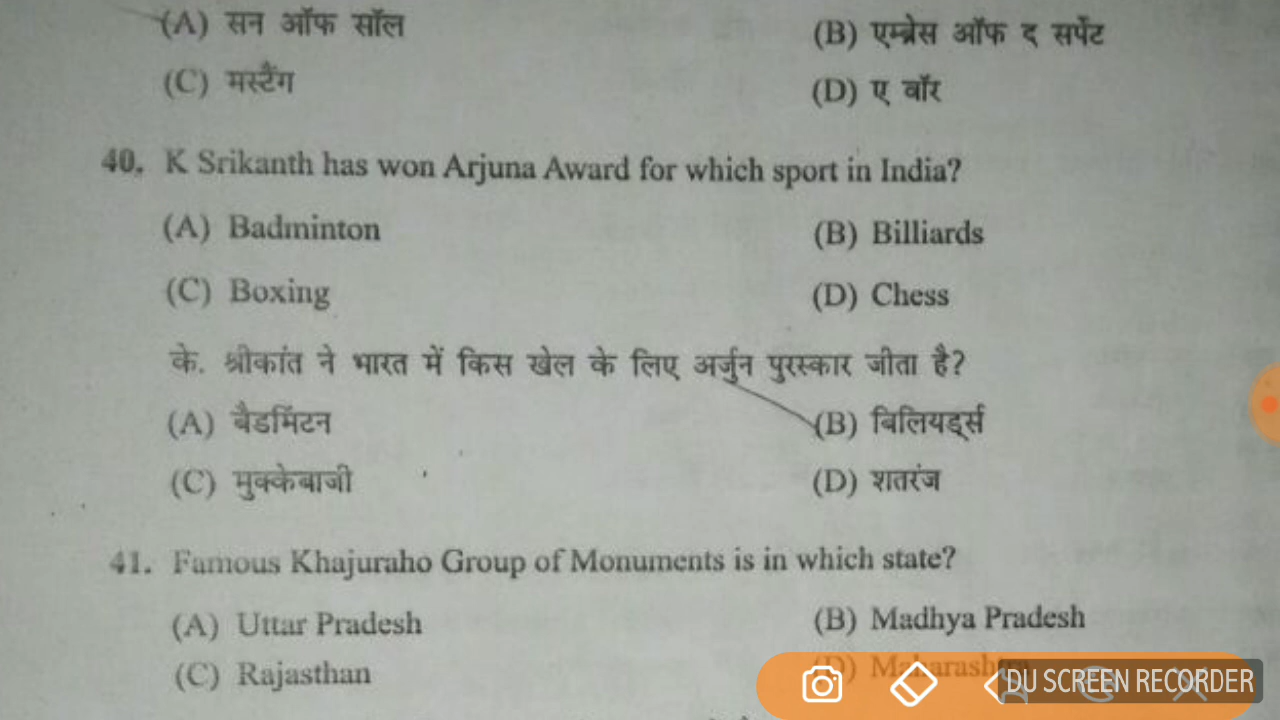 (A) सन ऑफ सॉल (B) एम्ब्रेस ऑफ द सर्पेंट
(C) मस्टैंग (D) ए वॉर
40. K Srikanth has won Arjuna Award for which sport in India?
(A) Badminton (B) Billiards
(C) Boxing (D) Chess
के. श्रीकांत ने भारत में किस खेल के लिए अर्जुन पुरस्कार जीता है?
(A) बैडमिंटन (B) बिलियर्ड्स
(C) मुक्केबाजी (D) शतरंज
41. Famous Khajuraho Group of Monuments is in which state?
(A) Uttar Pradesh (B) Madhya Pradesh
(C) Rajasthan (D) Maharashtra
DU SCREEN RECORDER